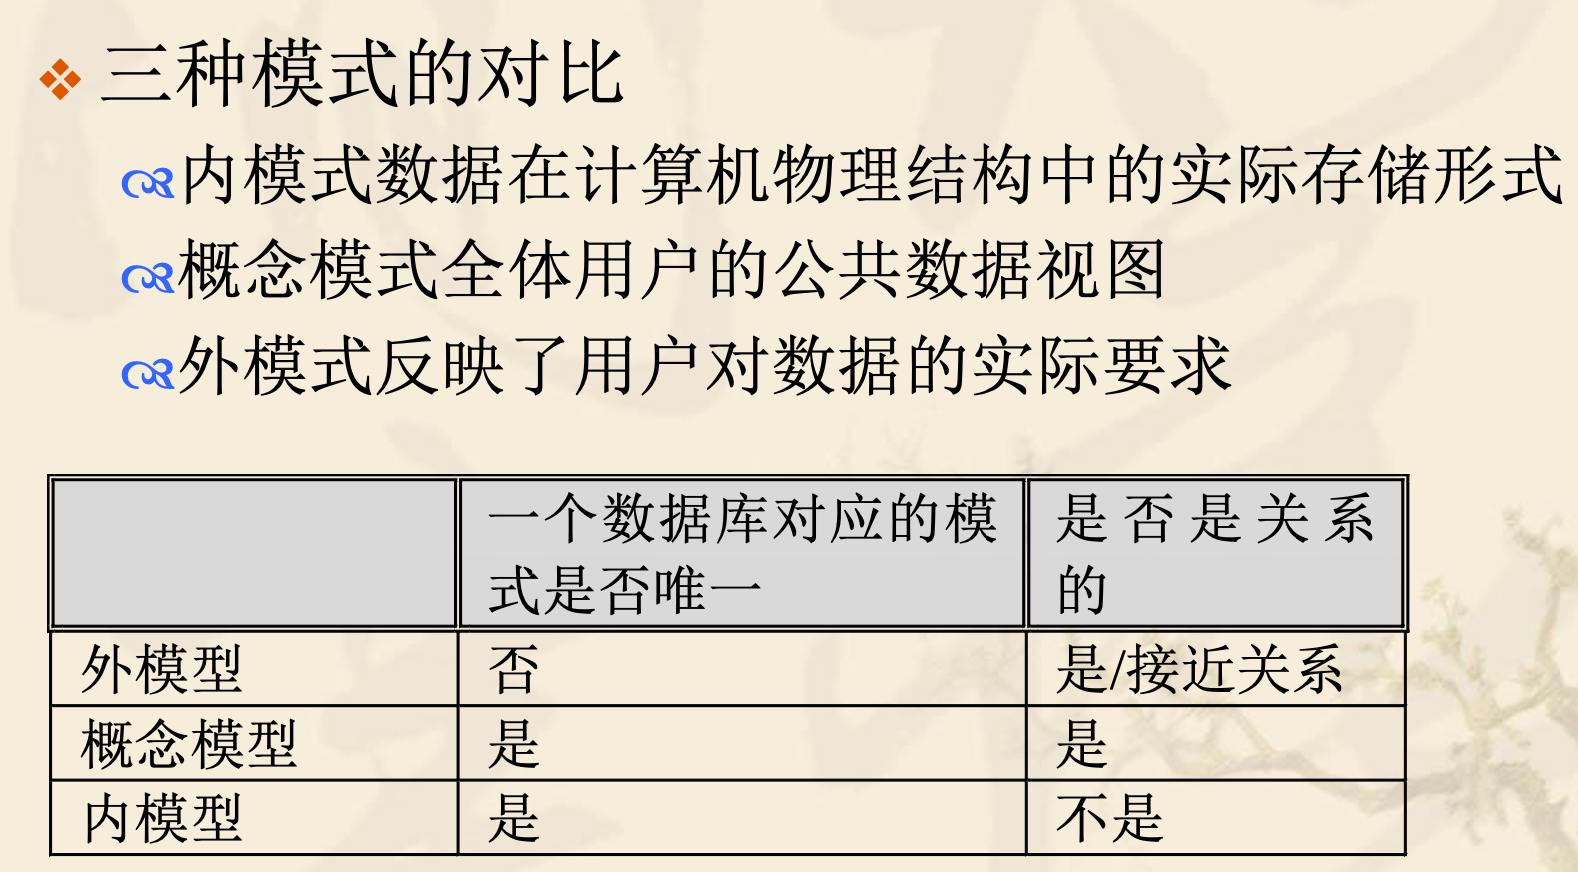 三种模式的对比
内模式数据在计算机物理结构中的实际存储形式
概念模式全体用户的公共数据视图
外模式反映了用户对数据的实际要求
一个数据库对应的模
式是否唯一
是否是关系
的
外模型 否 是/接近关系
概念模型 是 是
内模型 是 不是